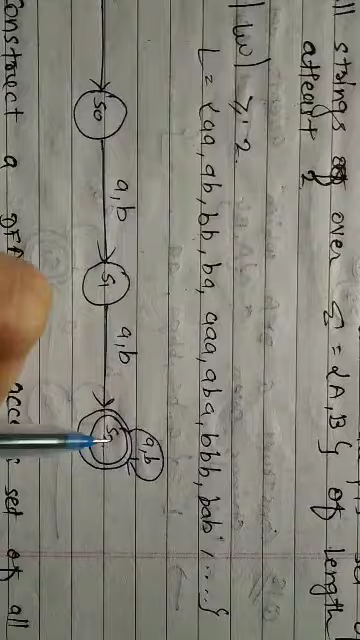 all strings over Σ = {A,B} of length
atleast 2
|w| ≥ 2
L = {aa, ab, bb, ba, aaa, aba, bbb, bab, ....}
S0 a,b S1 a,b S a,b
Construct a DFA acce set of all